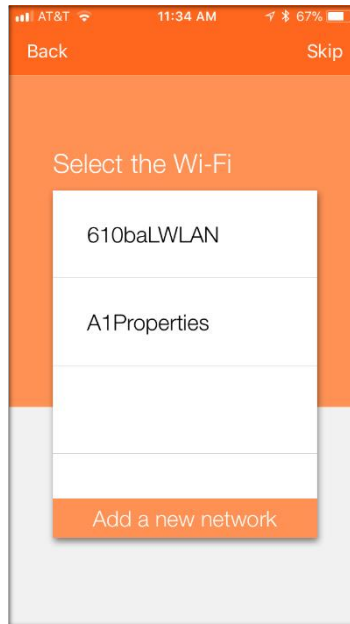 AT&T 11:34 AM 67%
Back Skip
Select the Wi-Fi
610baLWLAN
A1Properties
Add a new network